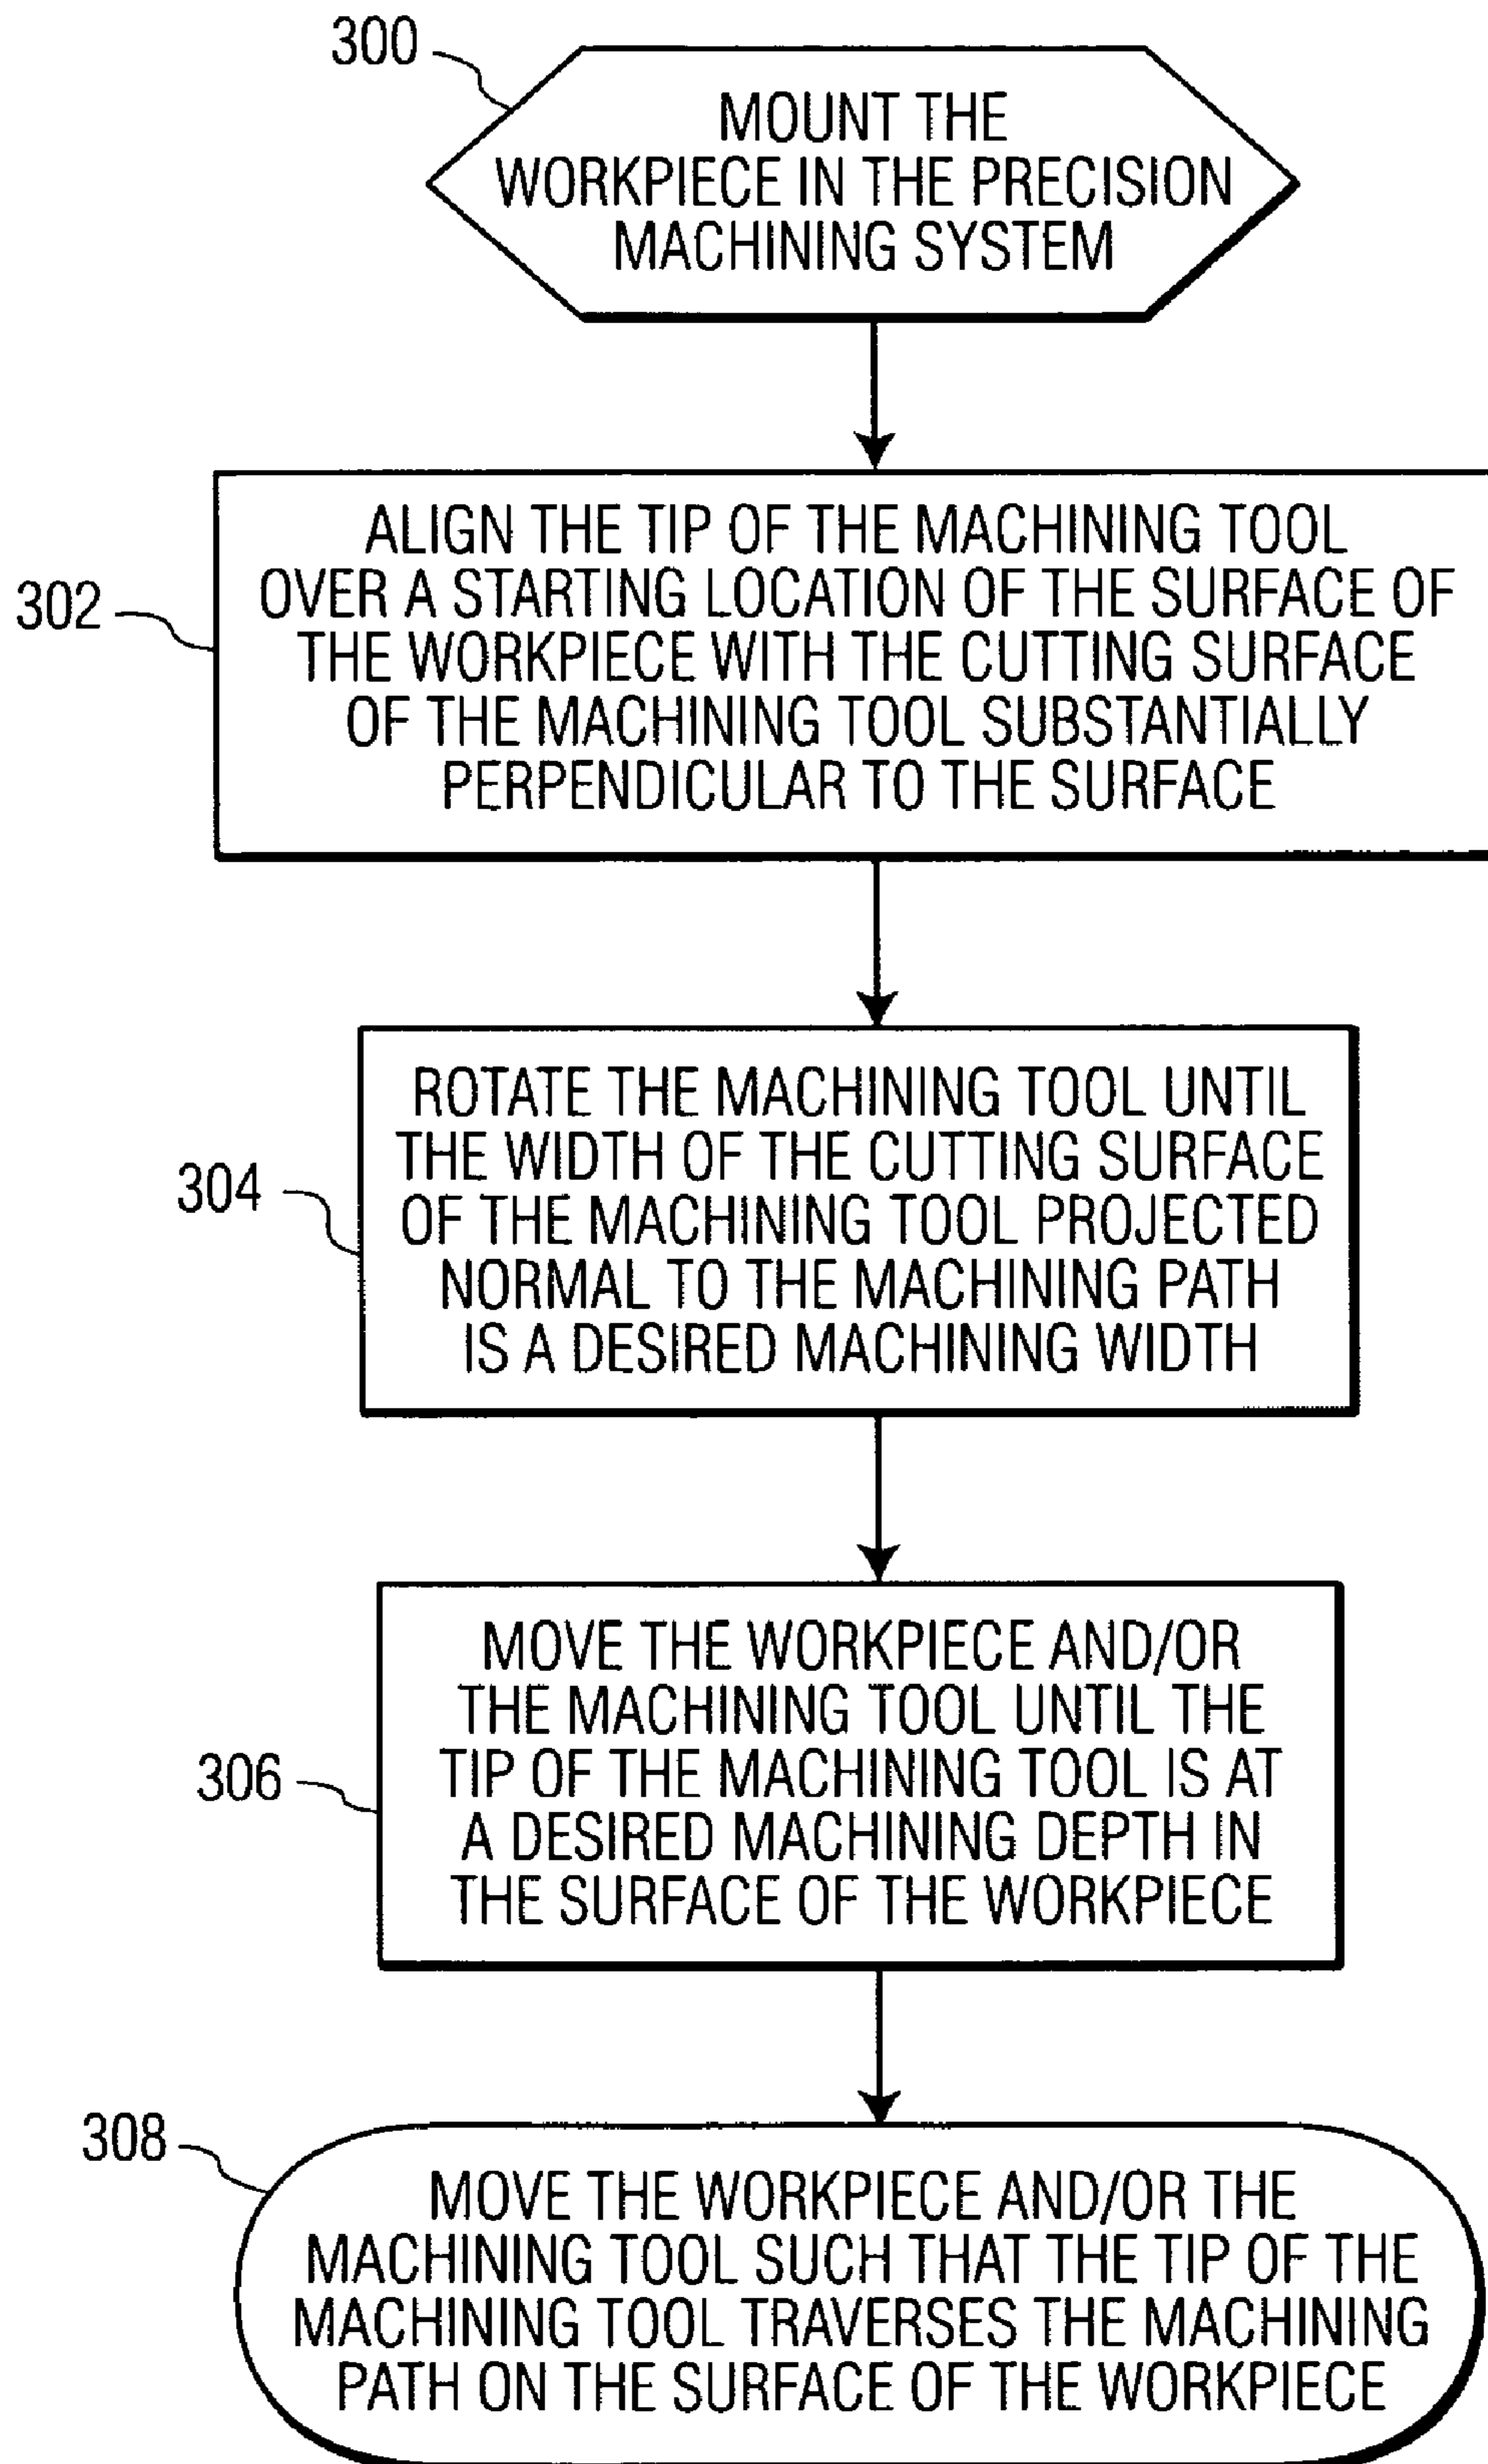 300
MOUNT THE
WORKPIECE IN THE PRECISION
MACHINING SYSTEM
302
ALIGN THE TIP OF THE MACHINING TOOL
OVER A STARTING LOCATION OF THE SURFACE OF
THE WORKPIECE WITH THE CUTTING SURFACE
OF THE MACHINING TOOL SUBSTANTIALLY
PERPENDICULAR TO THE SURFACE
304
ROTATE THE MACHINING TOOL UNTIL
THE WIDTH OF THE CUTTING SURFACE
OF THE MACHINING TOOL PROJECTED
NORMAL TO THE MACHINING PATH
IS A DESIRED MACHINING WIDTH
306
MOVE THE WORKPIECE AND/OR
THE MACHINING TOOL UNTIL THE
TIP OF THE MACHINING TOOL IS AT
A DESIRED MACHINING DEPTH IN
THE SURFACE OF THE WORKPIECE
308
MOVE THE WORKPIECE AND/OR THE
MACHINING TOOL SUCH THAT THE TIP OF THE
MACHINING TOOL TRAVERSES THE MACHINING
PATH ON THE SURFACE OF THE WORKPIECE